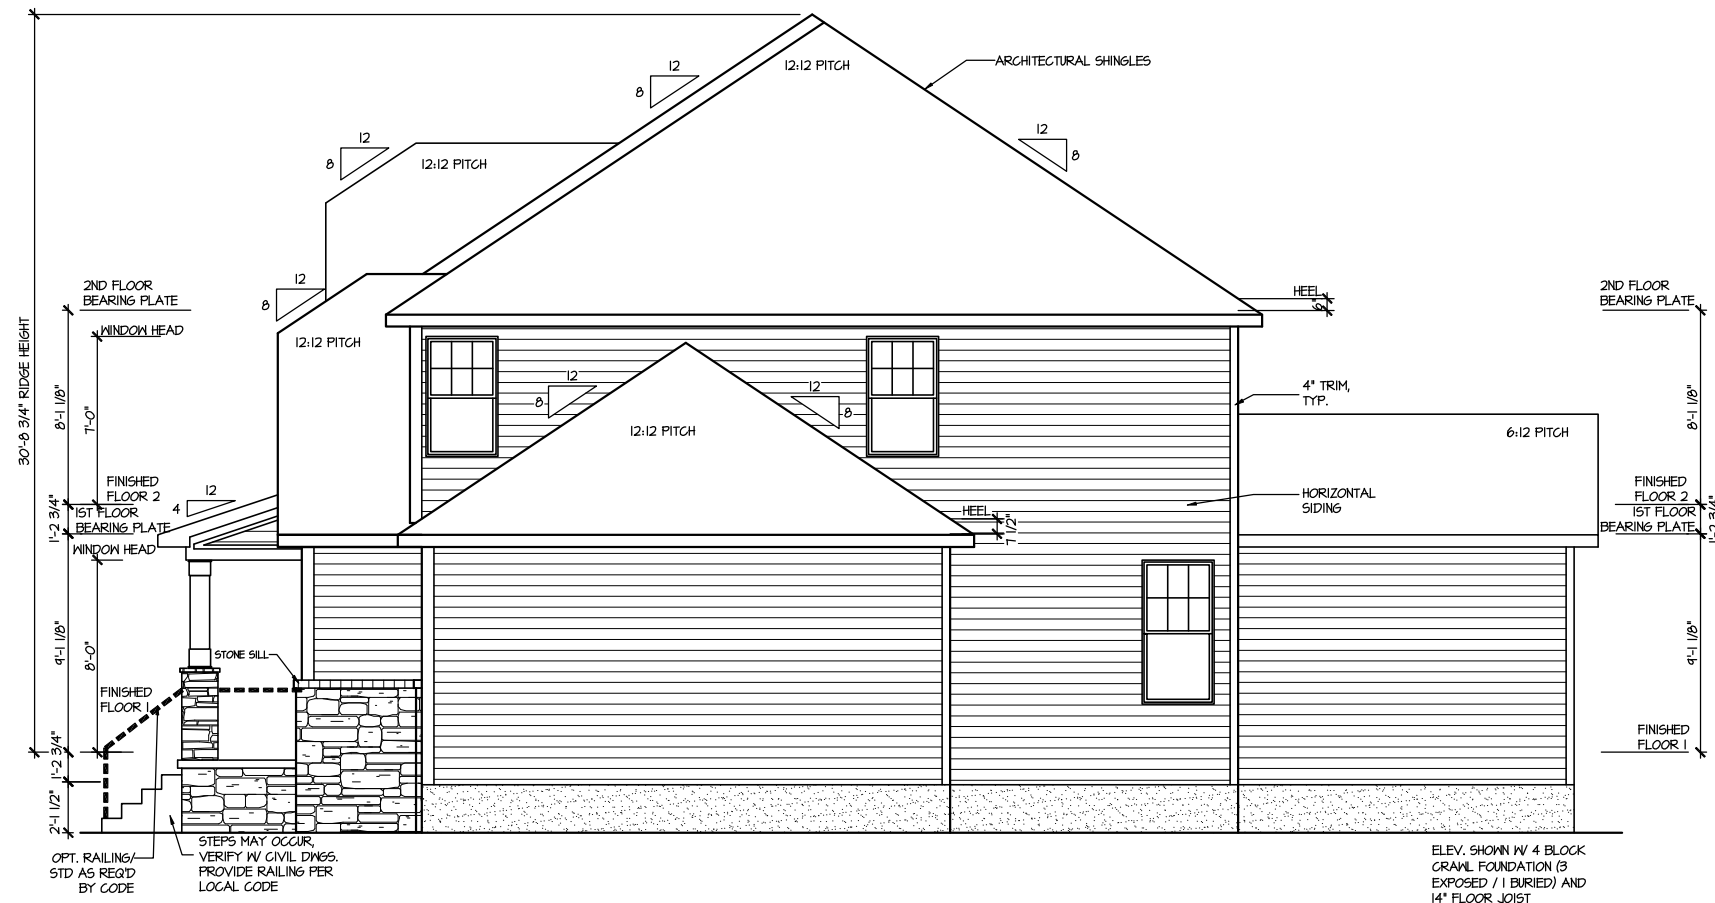 12:12 PITCH
ARCHITECTURAL SHINGLES
12
8
12
8
12
8
12:12 PITCH
12
8
12:12 PITCH
2ND FLOOR
BEARING PLATE
WINDOW HEAD
30'-8 3/4" RIDGE HEIGHT
8'-1 1/8"
7'-0"
HEEL
6"
2ND FLOOR
BEARING PLATE
12
8
12
8
12:12 PITCH
4" TRIM,
TYP.
6:12 PITCH
8'-1 1/8"
FINISHED
FLOOR 2
12
4
1ST FLOOR
BEARING PLATE
1'-2 3/4"
WINDOW HEAD
HEEL
7 1/2"
HORIZONTAL
SIDING
FINISHED
FLOOR 2
1ST FLOOR
BEARING PLATE
1'-2 3/4"
9'-1 1/8"
8'-0"
STONE SILL
FINISHED
FLOOR 1
1'-2 3/4"
2'-1 1/2"
9'-1 1/8"
FINISHED
FLOOR 1
OPT. RAILING/
STD AS REQ'D
BY CODE
STEPS MAY OCCUR,
VERIFY W/ CIVIL DWGS.
PROVIDE RAILING PER
LOCAL CODE
ELEV. SHOWN W/ 4 BLOCK
CRAWL FOUNDATION (3
EXPOSED / 1 BURIED) AND
14" FLOOR JOIST